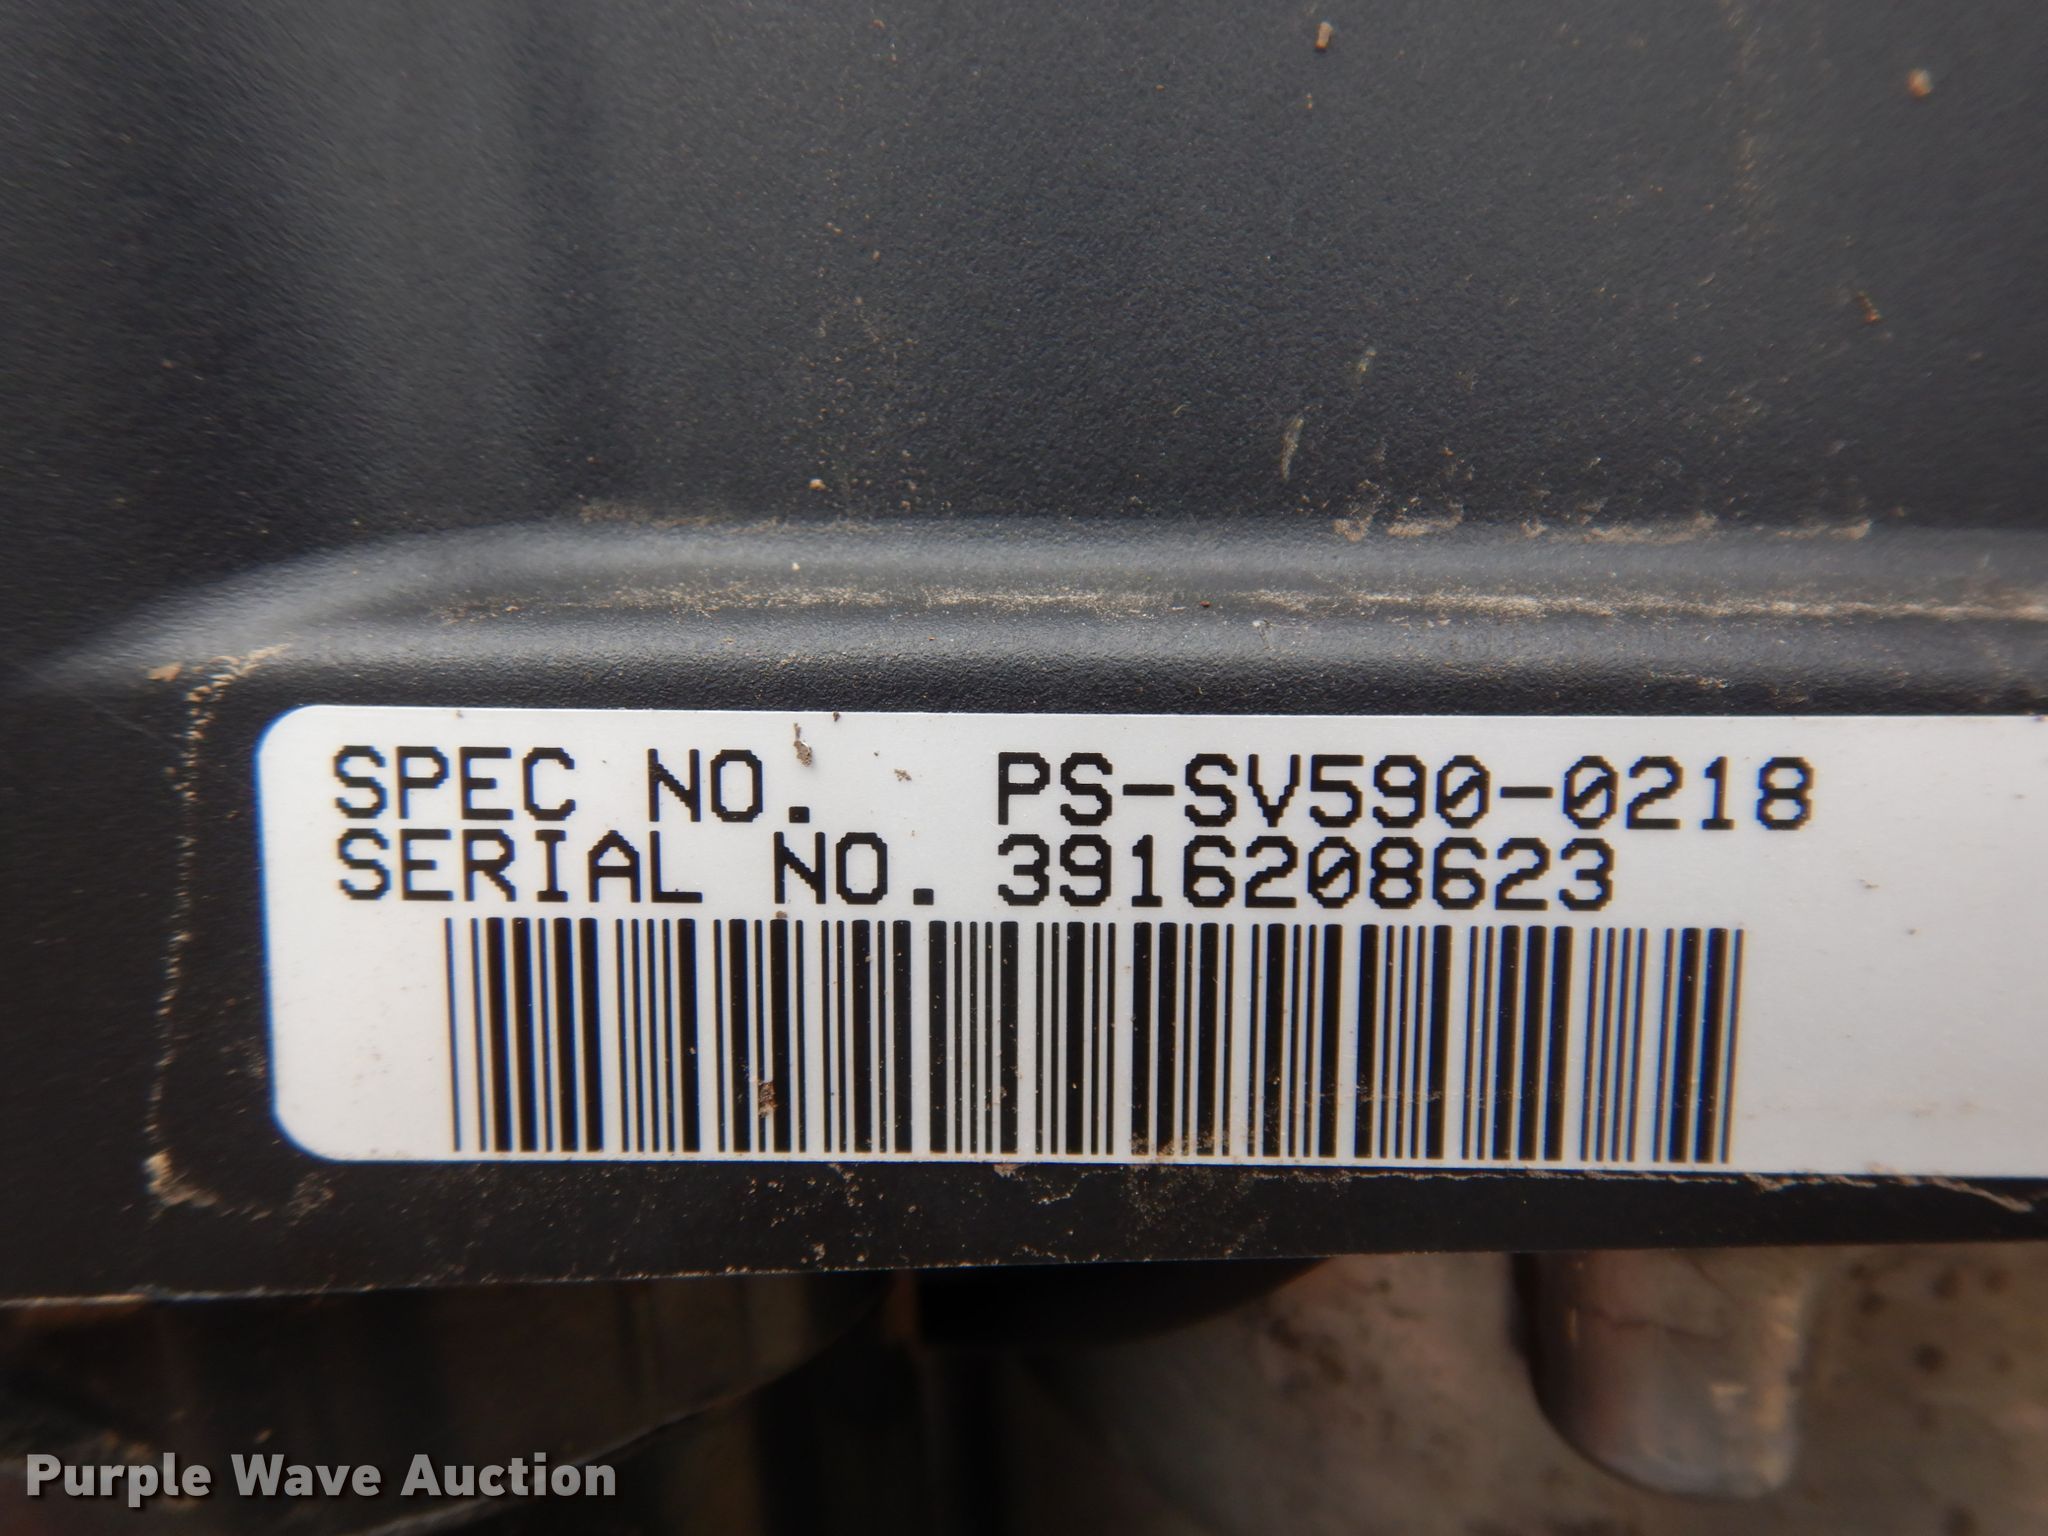 SPEC NO. PS-SV590-0218
SERIAL NO. 3916208623
Purple Wave Auction